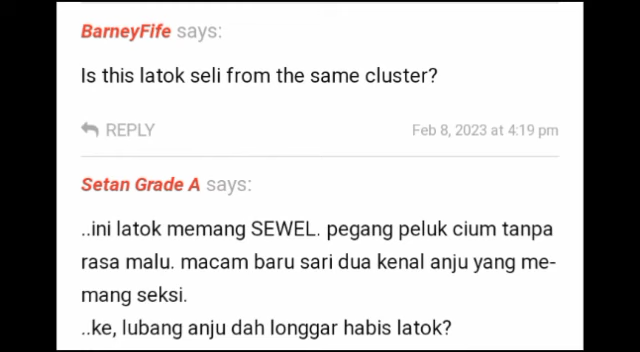 BarneyFife says:
Is this latok seli from the same cluster?
REPLY
Feb 8, 2023 at 4:19 pm
Setan Grade A says:
..ini latok memang SEWEL. pegang peluk cium tanpa
rasa malu. macam baru sari dua kenal anju yang me-
mang seksi.
..ke, lubang anju dah longgar habis latok?